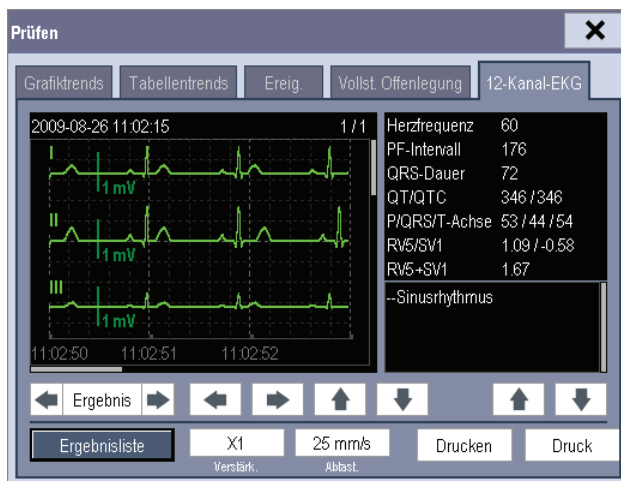 Prüfen
Grafiktrends Tabellentrends Ereig. Vollst. Offenlegung 12-Kanal-EKG
2009-08-26 11:02:15 1/1
I
1 mV
II
1 mV
III
1 mV
11:02:50 11:02:51 11:02:52
Herzfrequenz 60
PF-Intervall 176
QRS-Dauer 72
QT/QTC 346/346
P/QRS/T-Achse 53/44/54
RV5/SV1 1.09/-0.58
RV5+SV1 1.67
--Sinusrhythmus
Ergebnis
Ergebnisliste X1 25 mm/s Drucken Druck
Verstärk. Ablast.